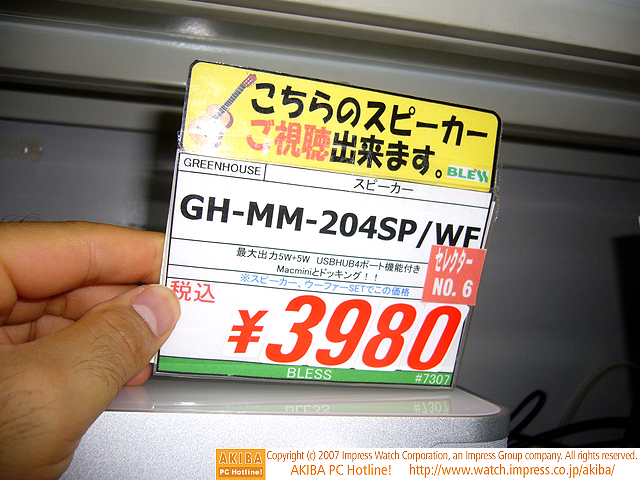 こちらのスピーカー
ご視聴出来ます。
BLESS
GREENHOUSE
スピーカー
GH-MM-204SP/WF
最大出力5W+5W USBHUB4ポート機能付き
Macminiとドッキング！！
※スピーカー、ウーファーSETでこの価格
セレクター
NO. 6
税込
¥3980
BLESS
#7307
AKIBA
PC Hotline!
Copyright (c) 2007 Impress Watch Corporation, an Impress Group company. All rights reserved.
AKIBA PC Hotline! http://www.watch.impress.co.jp/akiba/